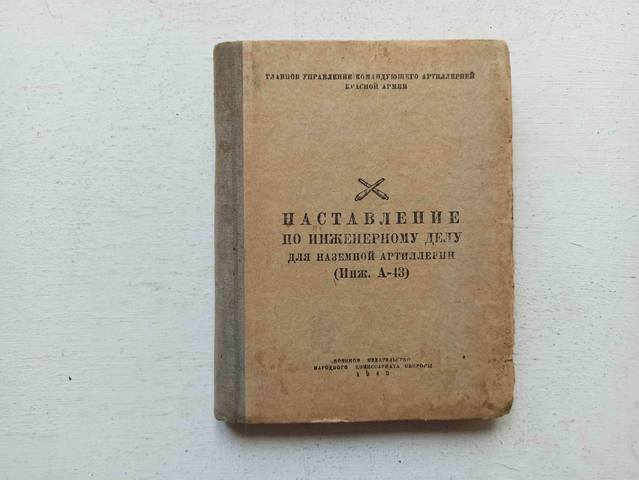 ГЛАВНОЕ УПРАВЛЕНИЕ КОМАНДУЮЩЕГО АРТИЛЛЕРИЕЙ
КРАСНОЙ АРМИИ
НАСТАВЛЕНИЕ
ПО ИНЖЕНЕРНОМУ ДЕЛУ
ДЛЯ НАЗЕМНОЙ АРТИЛЛЕРИИ
(Инж. А-43)
ВОЕННОЕ ИЗДАТЕЛЬСТВО
НАРОДНОГО КОМИССАРИАТА ОБОРОНЫ
1943